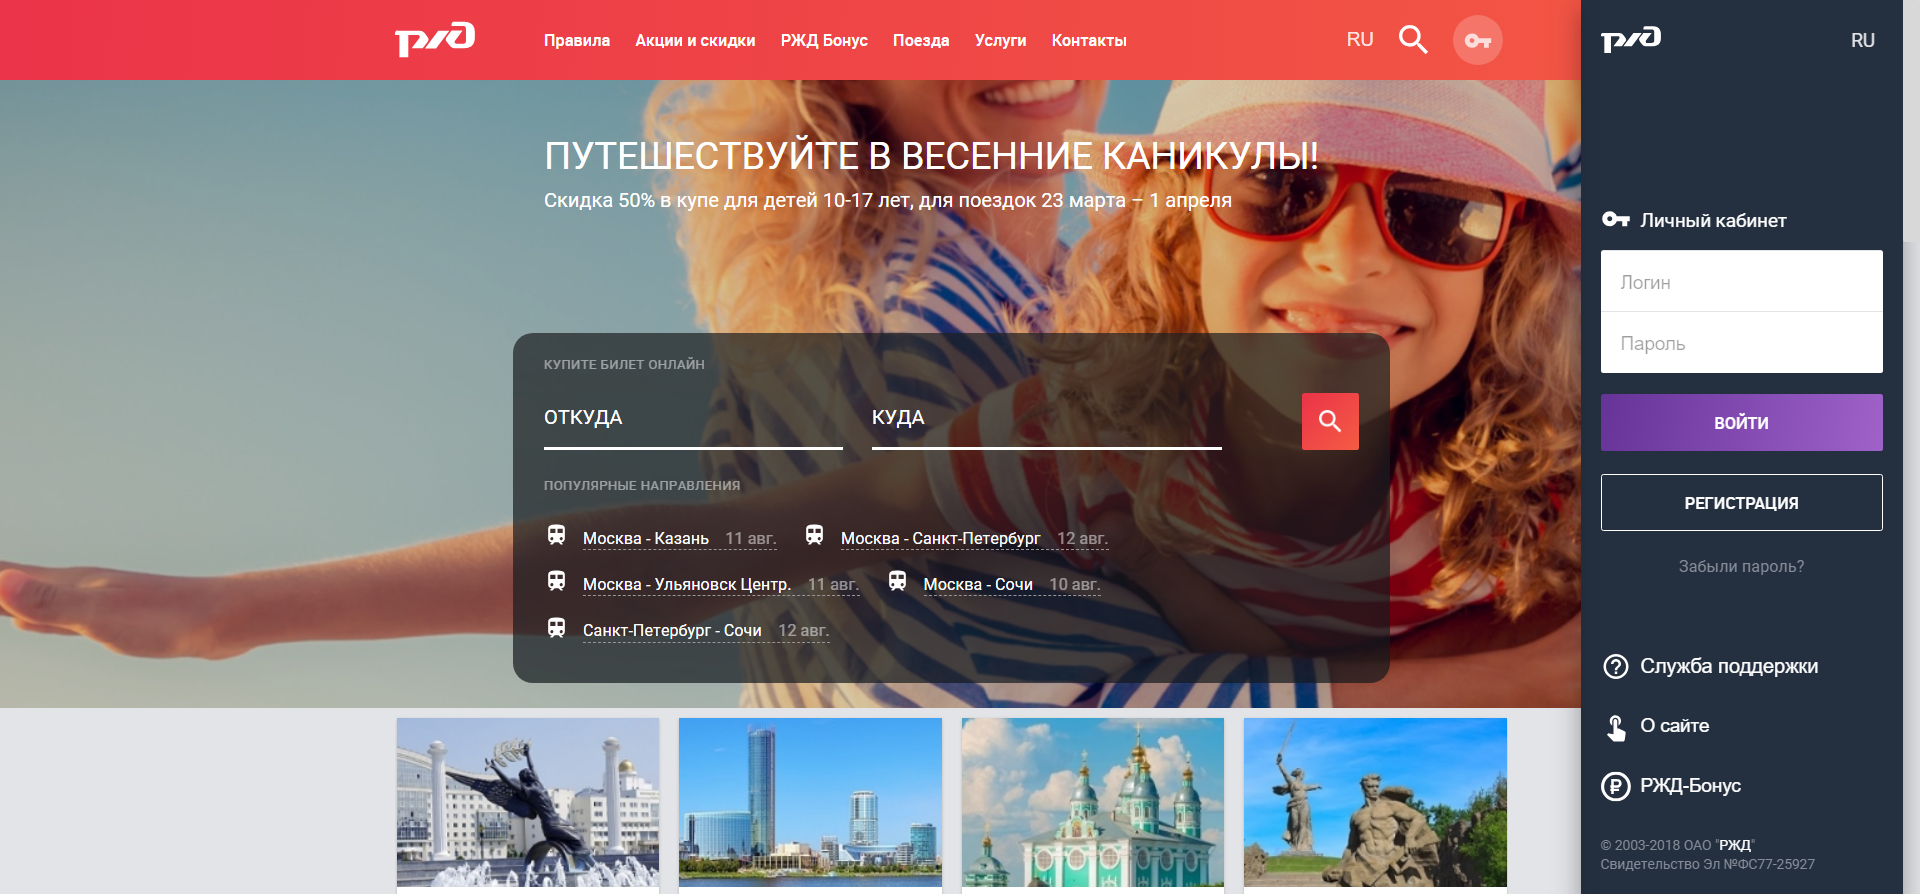 РЖД
Правила
Акции и скидки
РЖД Бонус
Поезда
Услуги
Контакты
RU
ПУТЕШЕСТВУЙТЕ В ВЕСЕННИЕ КАНИКУЛЫ!
Скидка 50% в купе для детей 10-17 лет, для поездок 23 марта – 1 апреля
КУПИТЕ БИЛЕТ ОНЛАЙН
ОТКУДА
КУДА
ПОПУЛЯРНЫЕ НАПРАВЛЕНИЯ
Москва - Казань 11 авг.
Москва - Санкт-Петербург 12 авг.
Москва - Ульяновск Центр. 11 авг.
Москва - Сочи 10 авг.
Санкт-Петербург - Сочи 12 авг.
РЖД
RU
Личный кабинет
Логин
Пароль
ВОЙТИ
РЕГИСТРАЦИЯ
Забыли пароль?
Служба поддержки
О сайте
РЖД-Бонус
© 2003-2018 ОАО "РЖД"
Свидетельство Эл №ФС77-25927